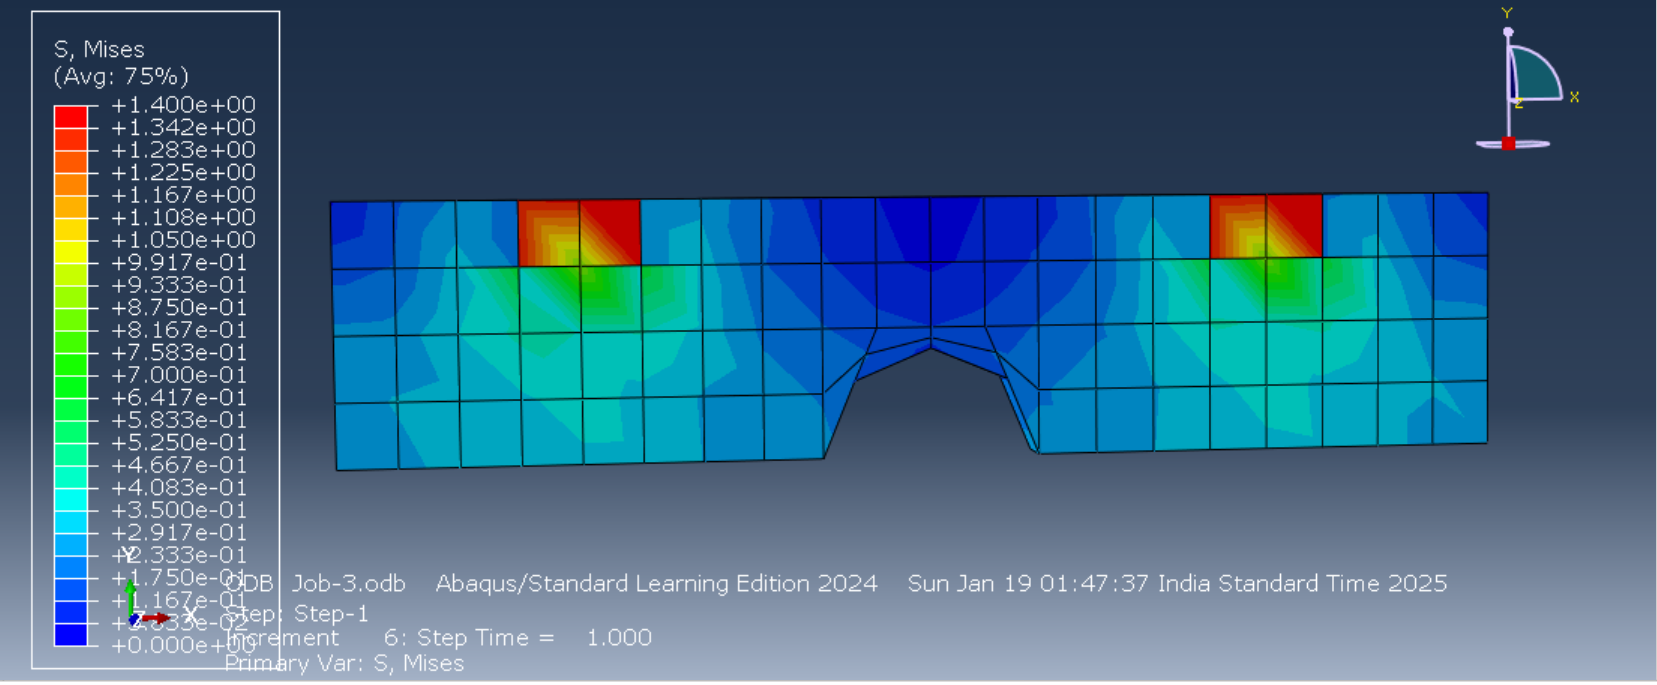 S, Mises
(Avg: 75%)
+1.400e+00
+1.342e+00
+1.283e+00
+1.225e+00
+1.167e+00
+1.108e+00
+1.050e+00
+9.917e-01
+9.333e-01
+8.750e-01
+8.167e-01
+7.583e-01
+7.000e-01
+6.417e-01
+5.833e-01
+5.250e-01
+4.667e-01
+4.083e-01
+3.500e-01
+2.917e-01
+2.333e-01
+1.750e-01
+1.167e-01
+0.000e+00
Y
X
Z
Y
X
Z
ODB Job-3.odb Abaqus/Standard Learning Edition 2024 Sun Jan 19 01:47:37 India Standard Time 2025
Step: Step-1
Increment 6: Step Time = 1.000
Primary Var: S, Mises